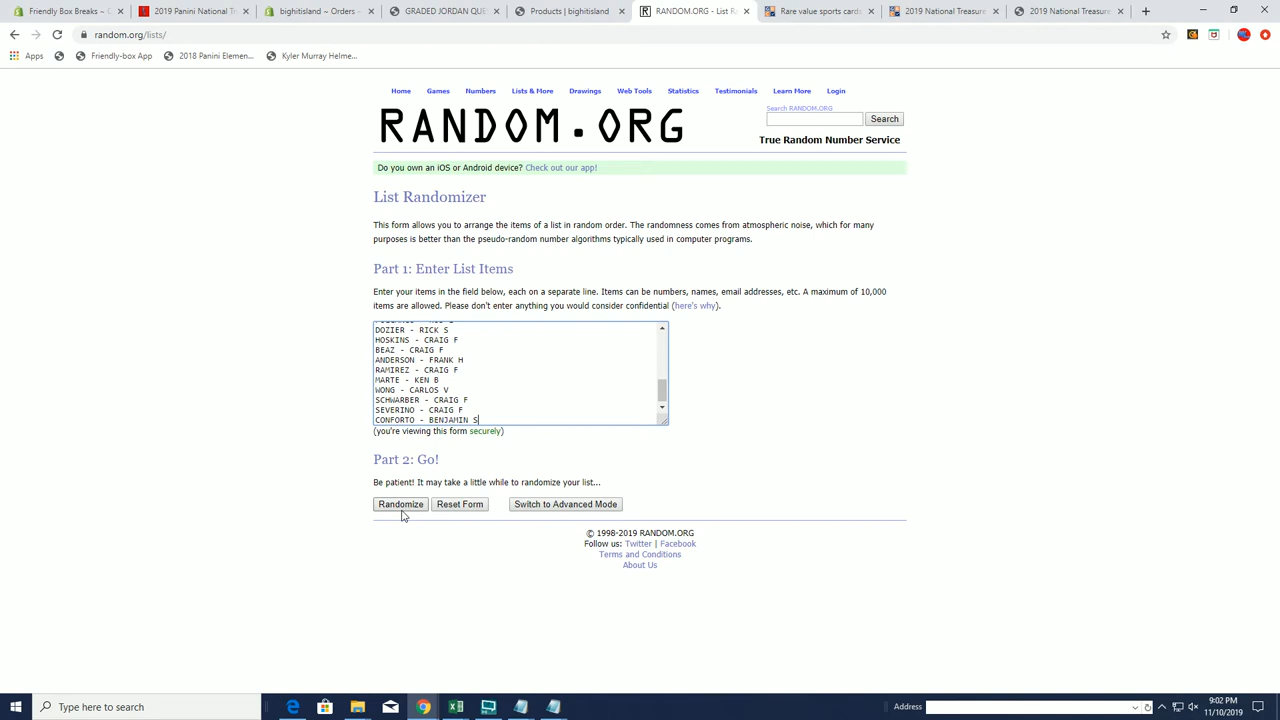 Friendly Box Breaks – C
2019 Panini National T
bighitisland ~ Orders ~
GRADED JORDAN QU
Products | bighitisland
RANDOM.ORG - List R
Rare value sports card
2019 National Treasure
2019 National Treasure
random.org/lists/
Apps
Friendly-box App
2018 Panini Elemen...
Kyler Murray Helme...
Home Games Numbers Lists & More Drawings Web Tools Statistics Testimonials Learn More Login
Search RANDOM.ORG
RANDOM.ORG
Search
True Random Number Service
Do you own an iOS or Android device? Check out our app!
List Randomizer
This form allows you to arrange the items of a list in random order. The randomness comes from atmospheric noise, which for many
purposes is better than the pseudo-random number algorithms typically used in computer programs.
Part 1: Enter List Items
Enter your items in the field below, each on a separate line. Items can be numbers, names, email addresses, etc. A maximum of 10,000
items are allowed. Please don't enter anything you would consider confidential (here's why).
DOZIER - RICK S
HOSKINS - CRAIG F
BEAZ - CRAIG F
ANDERSON - FRANK H
RAMIREZ - CRAIG F
MARTE - KEN B
WONG - CARLOS V
SCHWARBER - CRAIG F
SEVERINO - CRAIG F
CONFORTO - BENJAMIN S
(you're viewing this form securely)
Part 2: Go!
Be patient! It may take a little while to randomize your list...
Randomize Reset Form Switch to Advanced Mode
© 1998-2019 RANDOM.ORG
Follow us: Twitter | Facebook
Terms and Conditions
About Us
Type here to search
Address
9:02 PM
11/10/2019